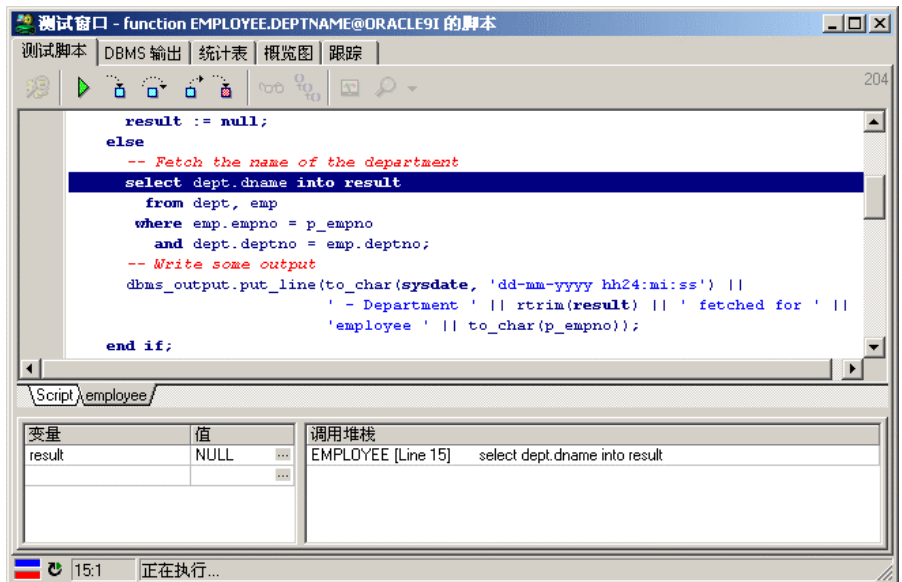 测试窗口 - function EMPLOYEE.DEPTNAME@ORACLE9I 的脚本
测试脚本 DBMS 输出 统计表 概览图 跟踪
204
result := null;
else
-- Fetch the name of the department
select dept.dname into result
from dept, emp
where emp.empno = p_empno
and dept.deptno = emp.deptno;
-- Write some output
dbms_output.put_line(to_char(sysdate, 'dd-mm-yyyy hh24:mi:ss') ||
' - Department ' || rtrim(result) || ' fetched for ' ||
'employee ' || to_char(p_empno));
end if;
Script employee
变量 值 调用堆栈
result NULL ... EMPLOYEE [Line 15] select dept.dname into result
...
15:1 正在执行...